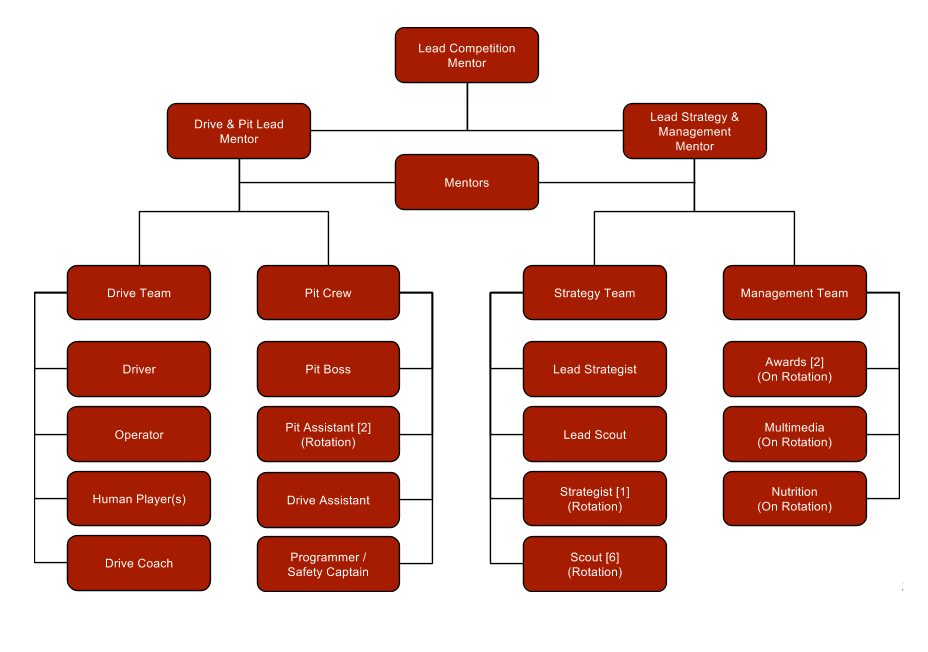 Lead Competition
Mentor
Drive & Pit Lead
Mentor
Lead Strategy &
Management
Mentor
Mentors
Drive Team
Pit Crew
Strategy Team
Management Team
Driver
Pit Boss
Lead Strategist
Awards [2]
(On Rotation)
Operator
Pit Assistant [2]
(Rotation)
Lead Scout
Multimedia
(On Rotation)
Human Player(s)
Drive Assistant
Strategist [1]
(Rotation)
Nutrition
(On Rotation)
Drive Coach
Programmer /
Safety Captain
Scout [6]
(Rotation)